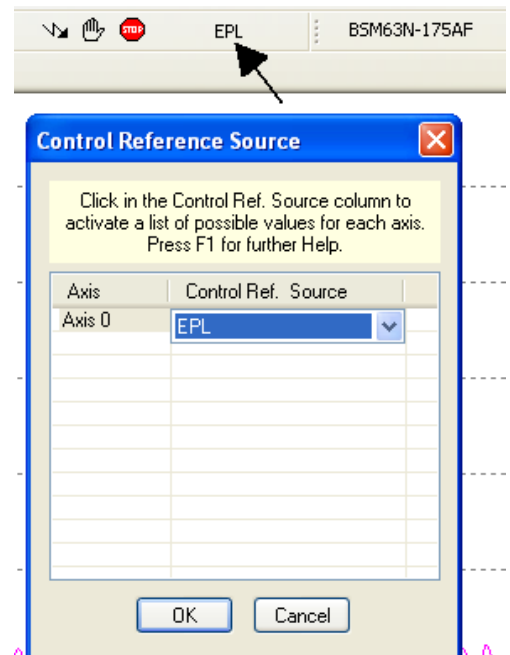 STOP EPL BSM63N-175AF
Control Reference Source
Click in the Control Ref. Source column to
activate a list of possible values for each axis.
Press F1 for further Help.
Axis Control Ref. Source
Axis 0 EPL
OK Cancel